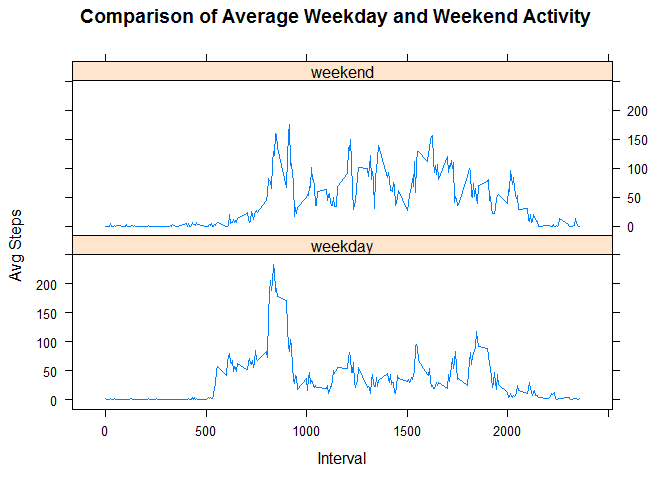 Comparison of Average Weekday and Weekend Activity
weekend
200
150
100
50
0
Avg Steps
weekday
200
150
100
50
0
0 500 1000 1500 2000
Interval